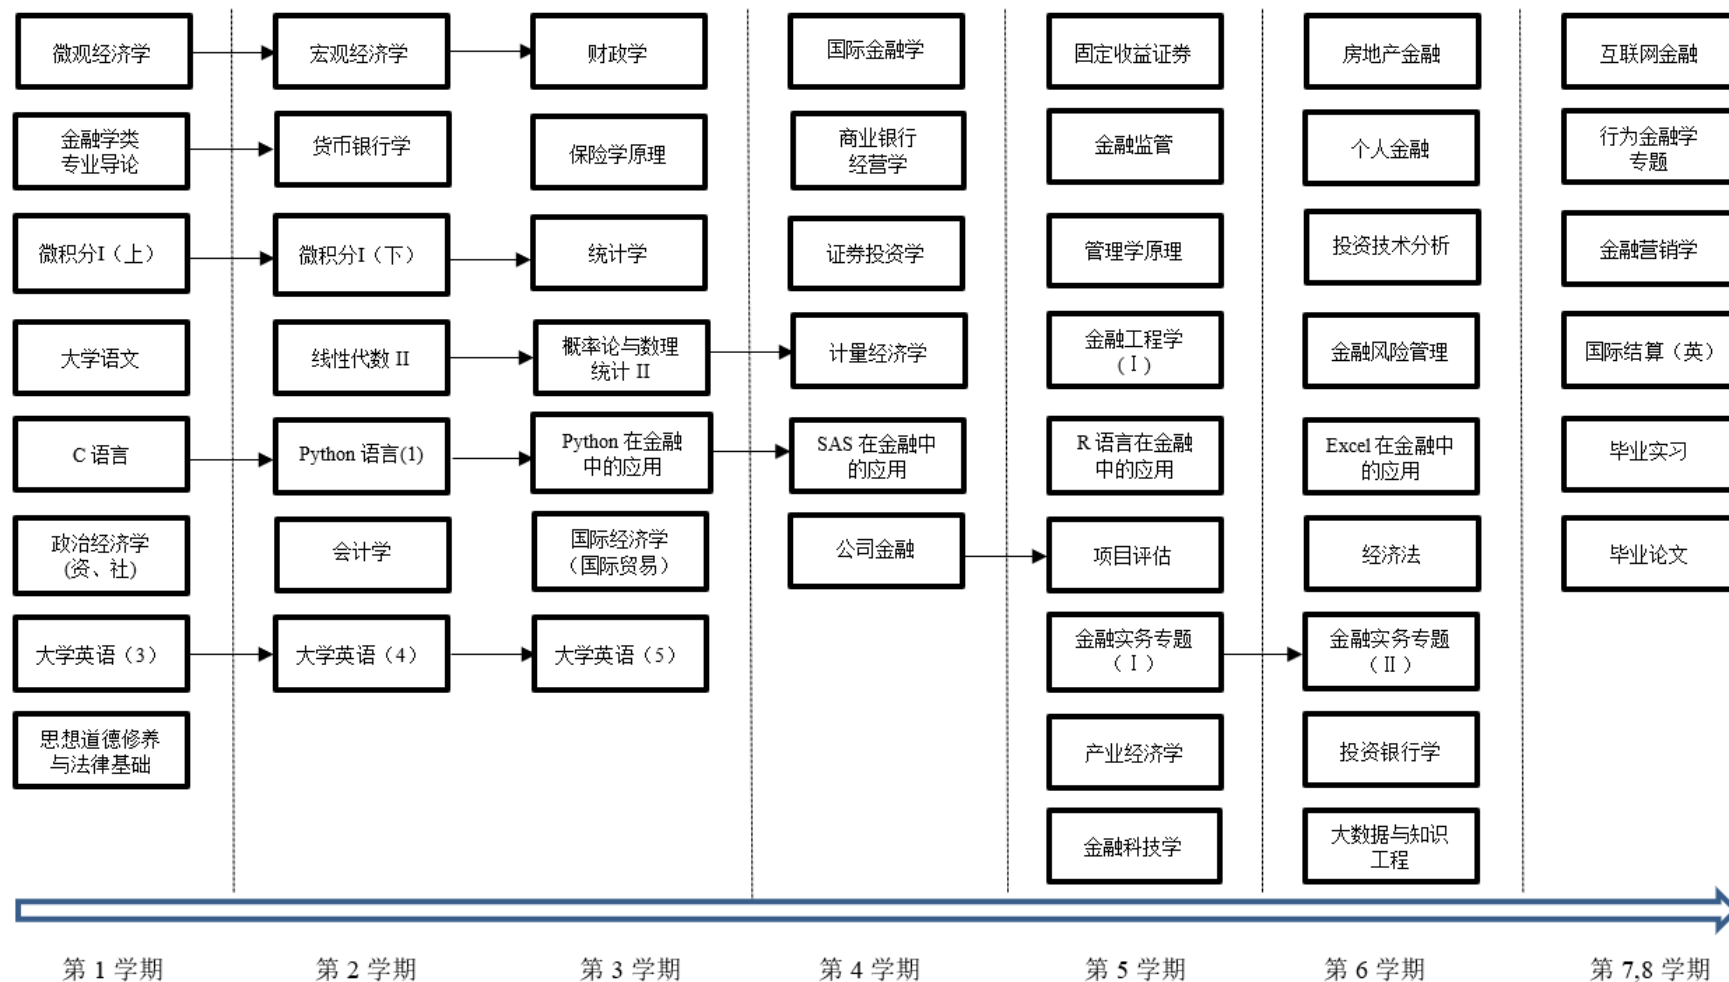 微观经济学
宏观经济学
财政学
国际金融学
固定收益证券
房地产金融
互联网金融
金融学类
专业导论
货币银行学
保险学原理
商业银行
经营学
金融监管
个人金融
行为金融学
专题
微积分I（上）
微积分I（下）
统计学
证券投资学
管理学原理
投资技术分析
金融营销学
大学语文
线性代数 II
概率论与数理
统计 II
计量经济学
金融工程学
(Ⅰ)
金融风险管理
国际结算（英）
C 语言
Python 语言(1)
Python 在金融
中的应用
SAS 在金融中
的应用
R 语言在金融
中的应用
Excel 在金融中
的应用
毕业实习
政治经济学
(资、社)
会计学
国际经济学
（国际贸易）
公司金融
项目评估
经济法
毕业论文
大学英语（3）
大学英语（4）
大学英语（5）
金融实务专题
（Ⅰ）
金融实务专题
（Ⅱ）
思想道德修养
与法律基础
产业经济学
投资银行学
金融科技学
大数据与知识
工程
第 1 学期
第 2 学期
第 3 学期
第 4 学期
第 5 学期
第 6 学期
第 7,8 学期